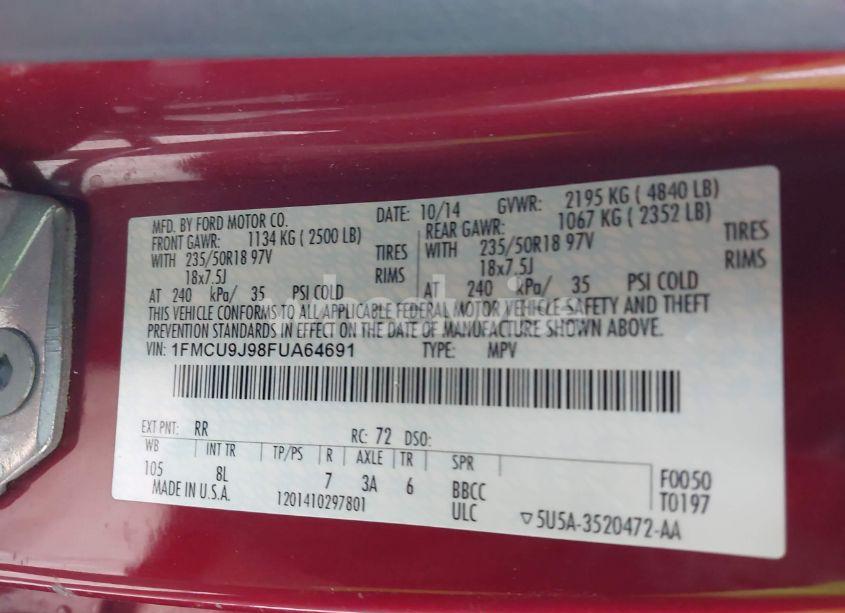 MFD. BY FORD MOTOR CO. DATE: 10/14 GVWR: 2195 KG ( 4840 LB)
FRONT GAWR: 1134 KG ( 2500 LB) REAR GAWR: 1067 KG ( 2352 LB)
WITH 235/50R18 97V TIRES WITH 235/50R18 97V TIRES
18x7.5J RIMS 18x7.5J RIMS
AT 240 kPa/ 35 PSI COLD AT 240 kPa/ 35 PSI COLD
THIS VEHICLE CONFORMS TO ALL APPLICABLE FEDERAL MOTOR VEHICLE SAFETY AND THEFT
PREVENTION STANDARDS IN EFFECT ON THE DATE OF MANUFACTURE SHOWN ABOVE.
VIN: 1FMCU9J98FUA64691 TYPE: MPV
EXT PNT: RR RC: 72 DSO:
WB INT TR TP/PS R AXLE TR SPR
105 8L 7 3A 6 BBCC F0050
MADE IN U.S.A. 1201410297801 ULC T0197
▽5U5A-3520472-AA